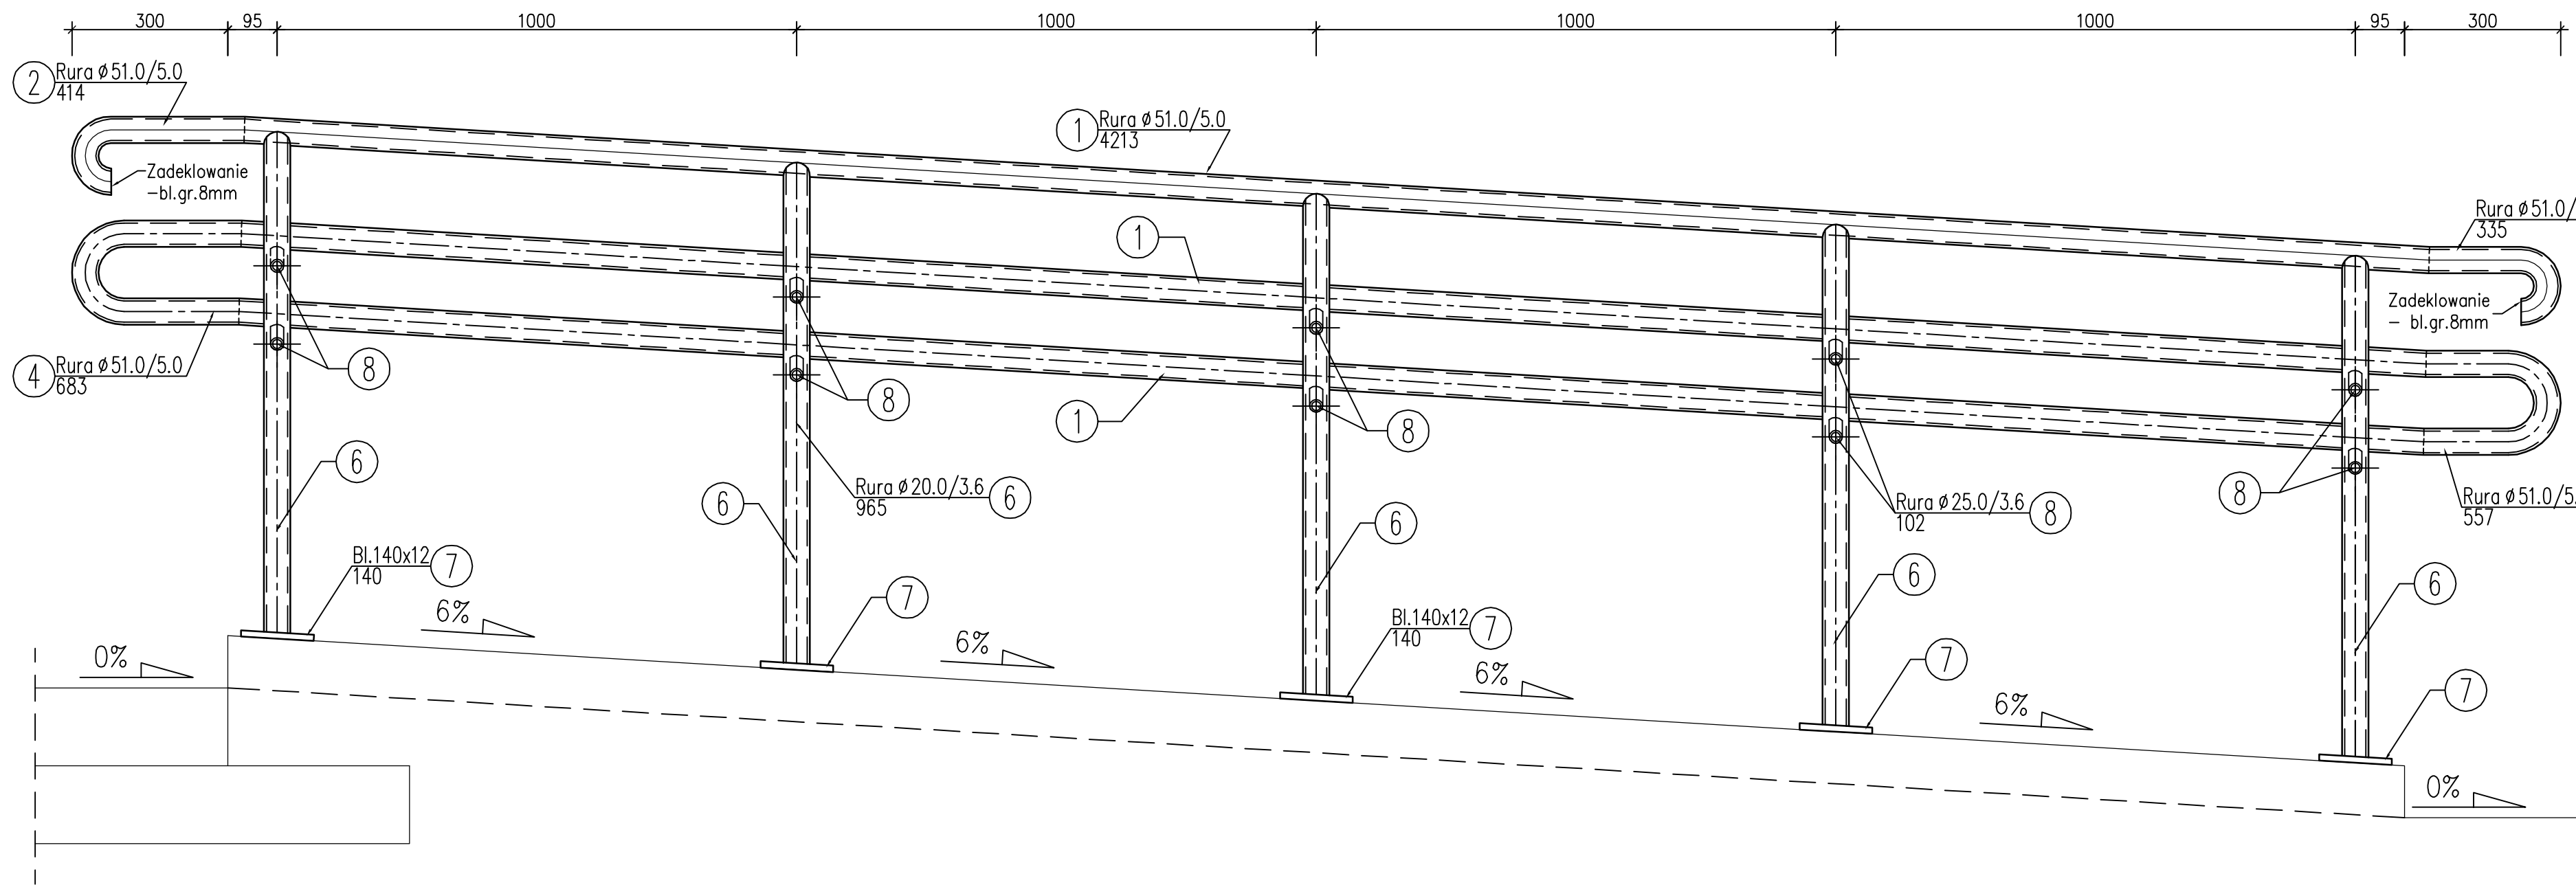 300 95 1000 1000 1000 1000 95 300
2 Rura ø51.0/5.0
414
1 Rura ø51.0/5.0
4213
Zadeklowanie
-bl.gr.8mm
1
Rura ø51.0/
335
Zadeklowanie
- bl.gr.8mm
4 Rura ø51.0/5.0
683
8
8
1
8
6
Rura ø20.0/3.6 6
965
6
6
Rura ø25.0/3.6 8
102
8
Rura ø51.0/5.
557
Bl.140x12 7
140
6%
7
6
6
0%
6%
Bl.140x12 7
140
6%
7
6%
7
0%